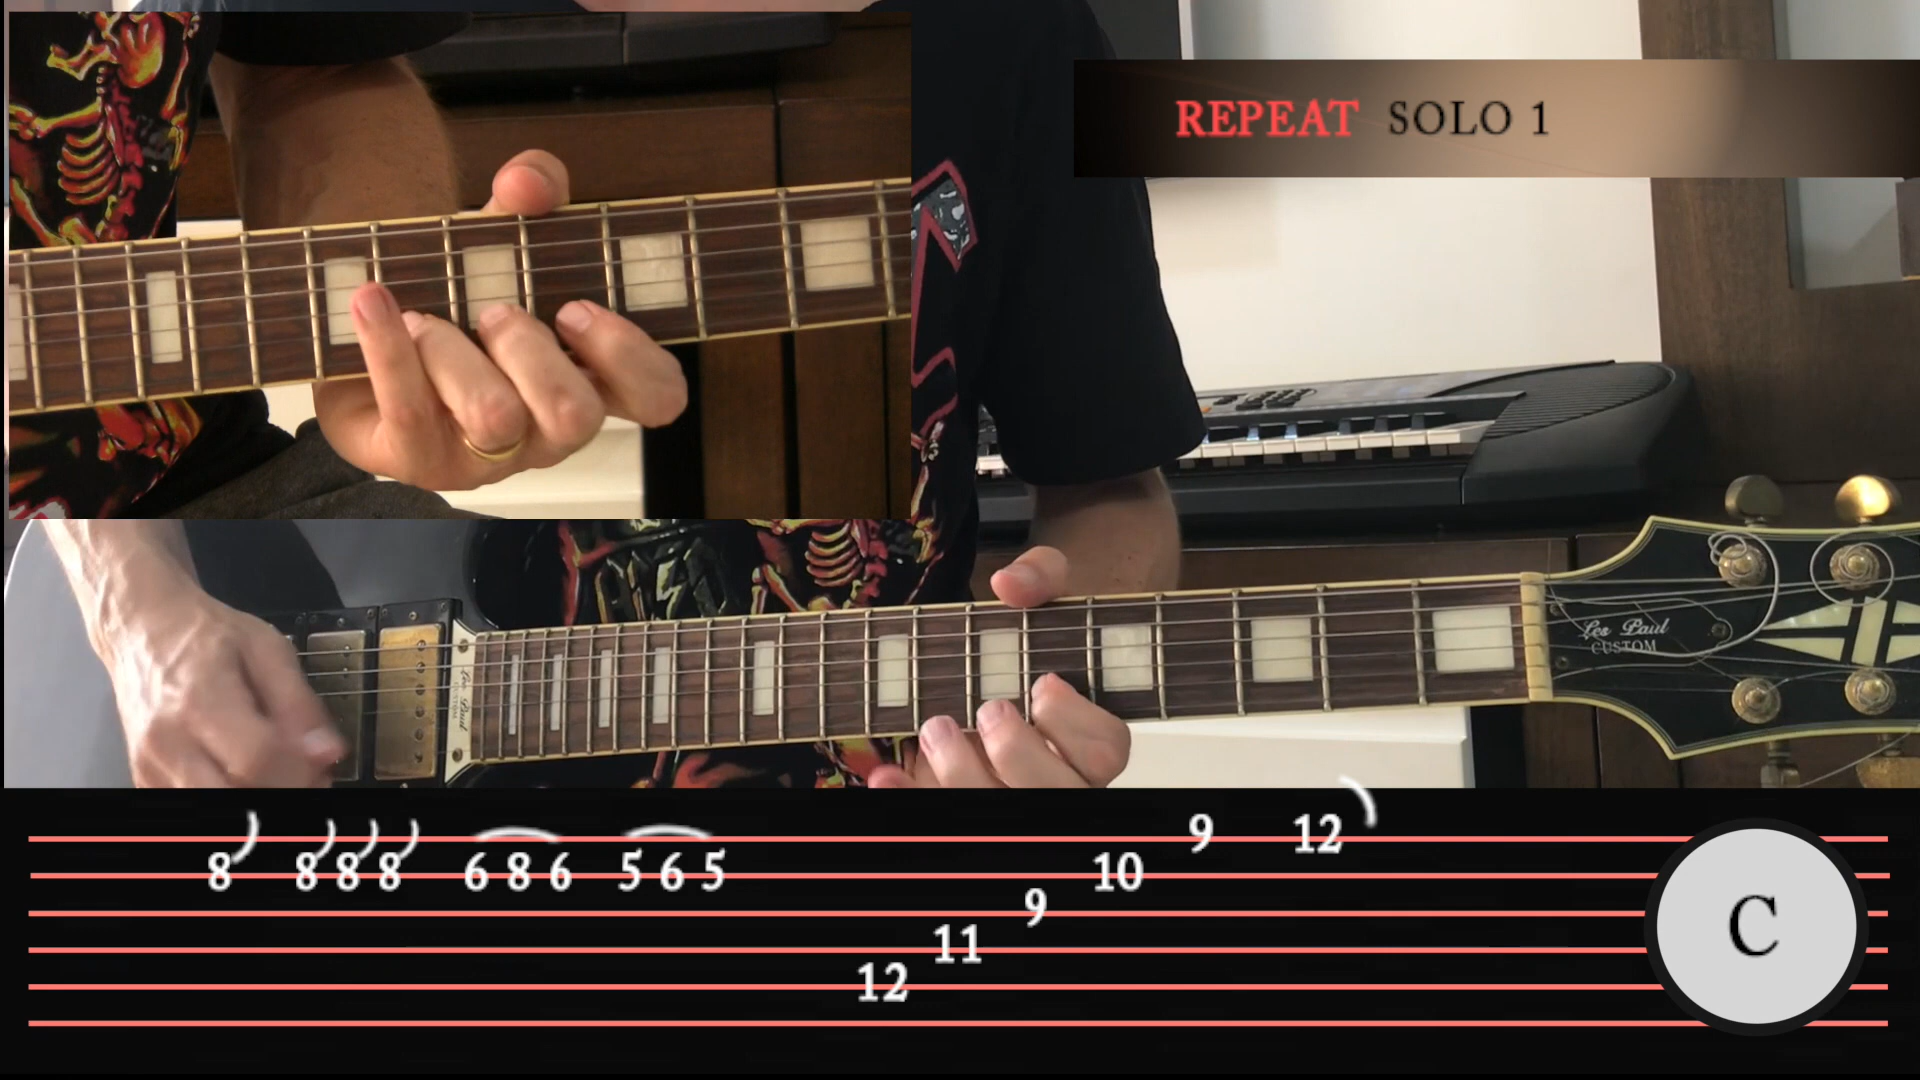 REPEAT SOLO 1
Les Paul
CUSTOM
9 12
8 8 8 8 6 8 6 5 6 5 10
9
11
12
C